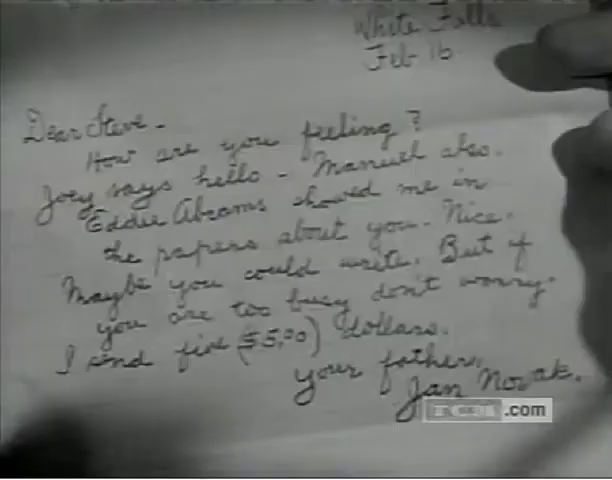 White Falls
Feb 16
Dear Steve -
How are you feeling?
Joey says hello - Manuel also.
Eddie Abrams showed me in
the papers about you. Nice.
Maybe you could write. But if
you are too busy don't worry.
I send five ($5.00) dollars.
your father,
Jan Novak.
.com